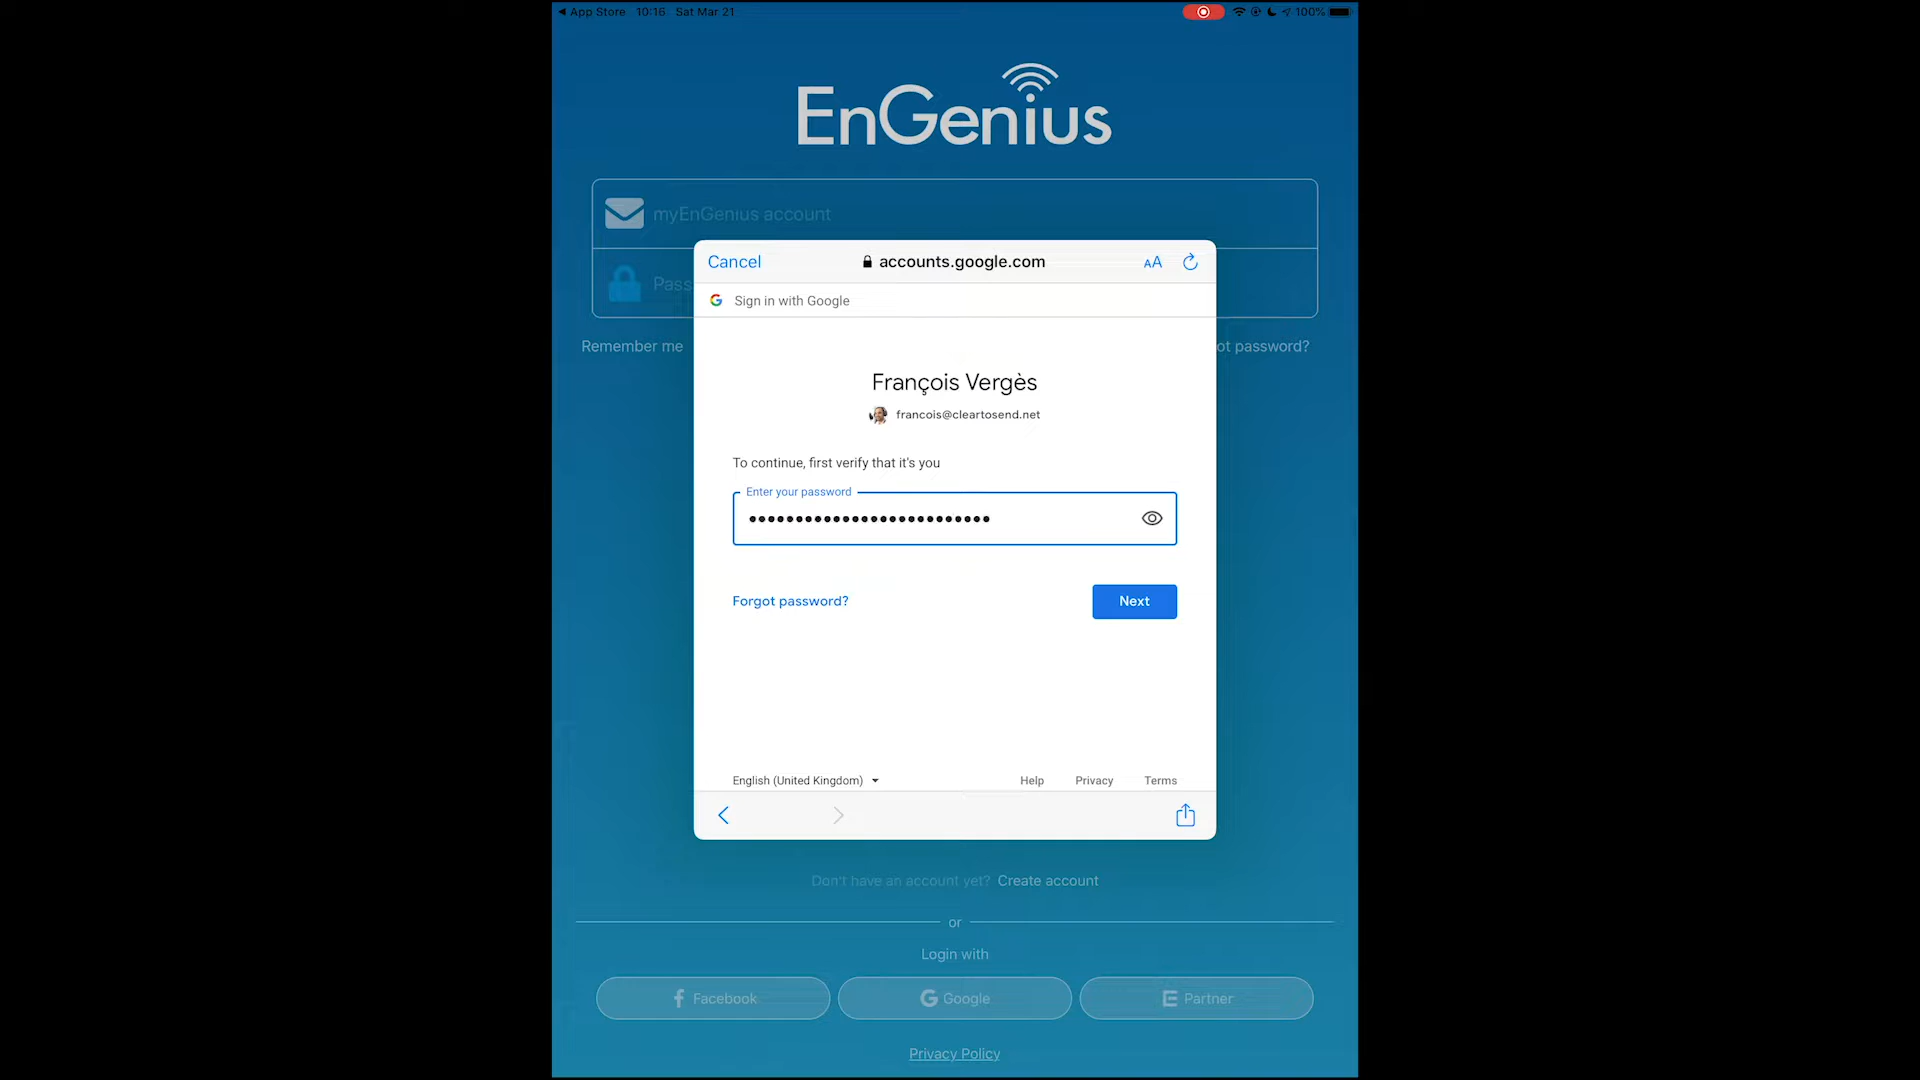 App Store 10:16 Sat Mar 21 100%
EnGenius
myEnGenius account
Pass
Remember me
ot password?
Cancel
accounts.google.com
AA
Sign in with Google
François Vergès
francois@cleartosend.net
To continue, first verify that it's you
Enter your password
Forgot password?
Next
English (United Kingdom)
Help Privacy Terms
Don't have an account yet? Create account
or
Login with
Facebook
Google
Partner
Privacy Policy